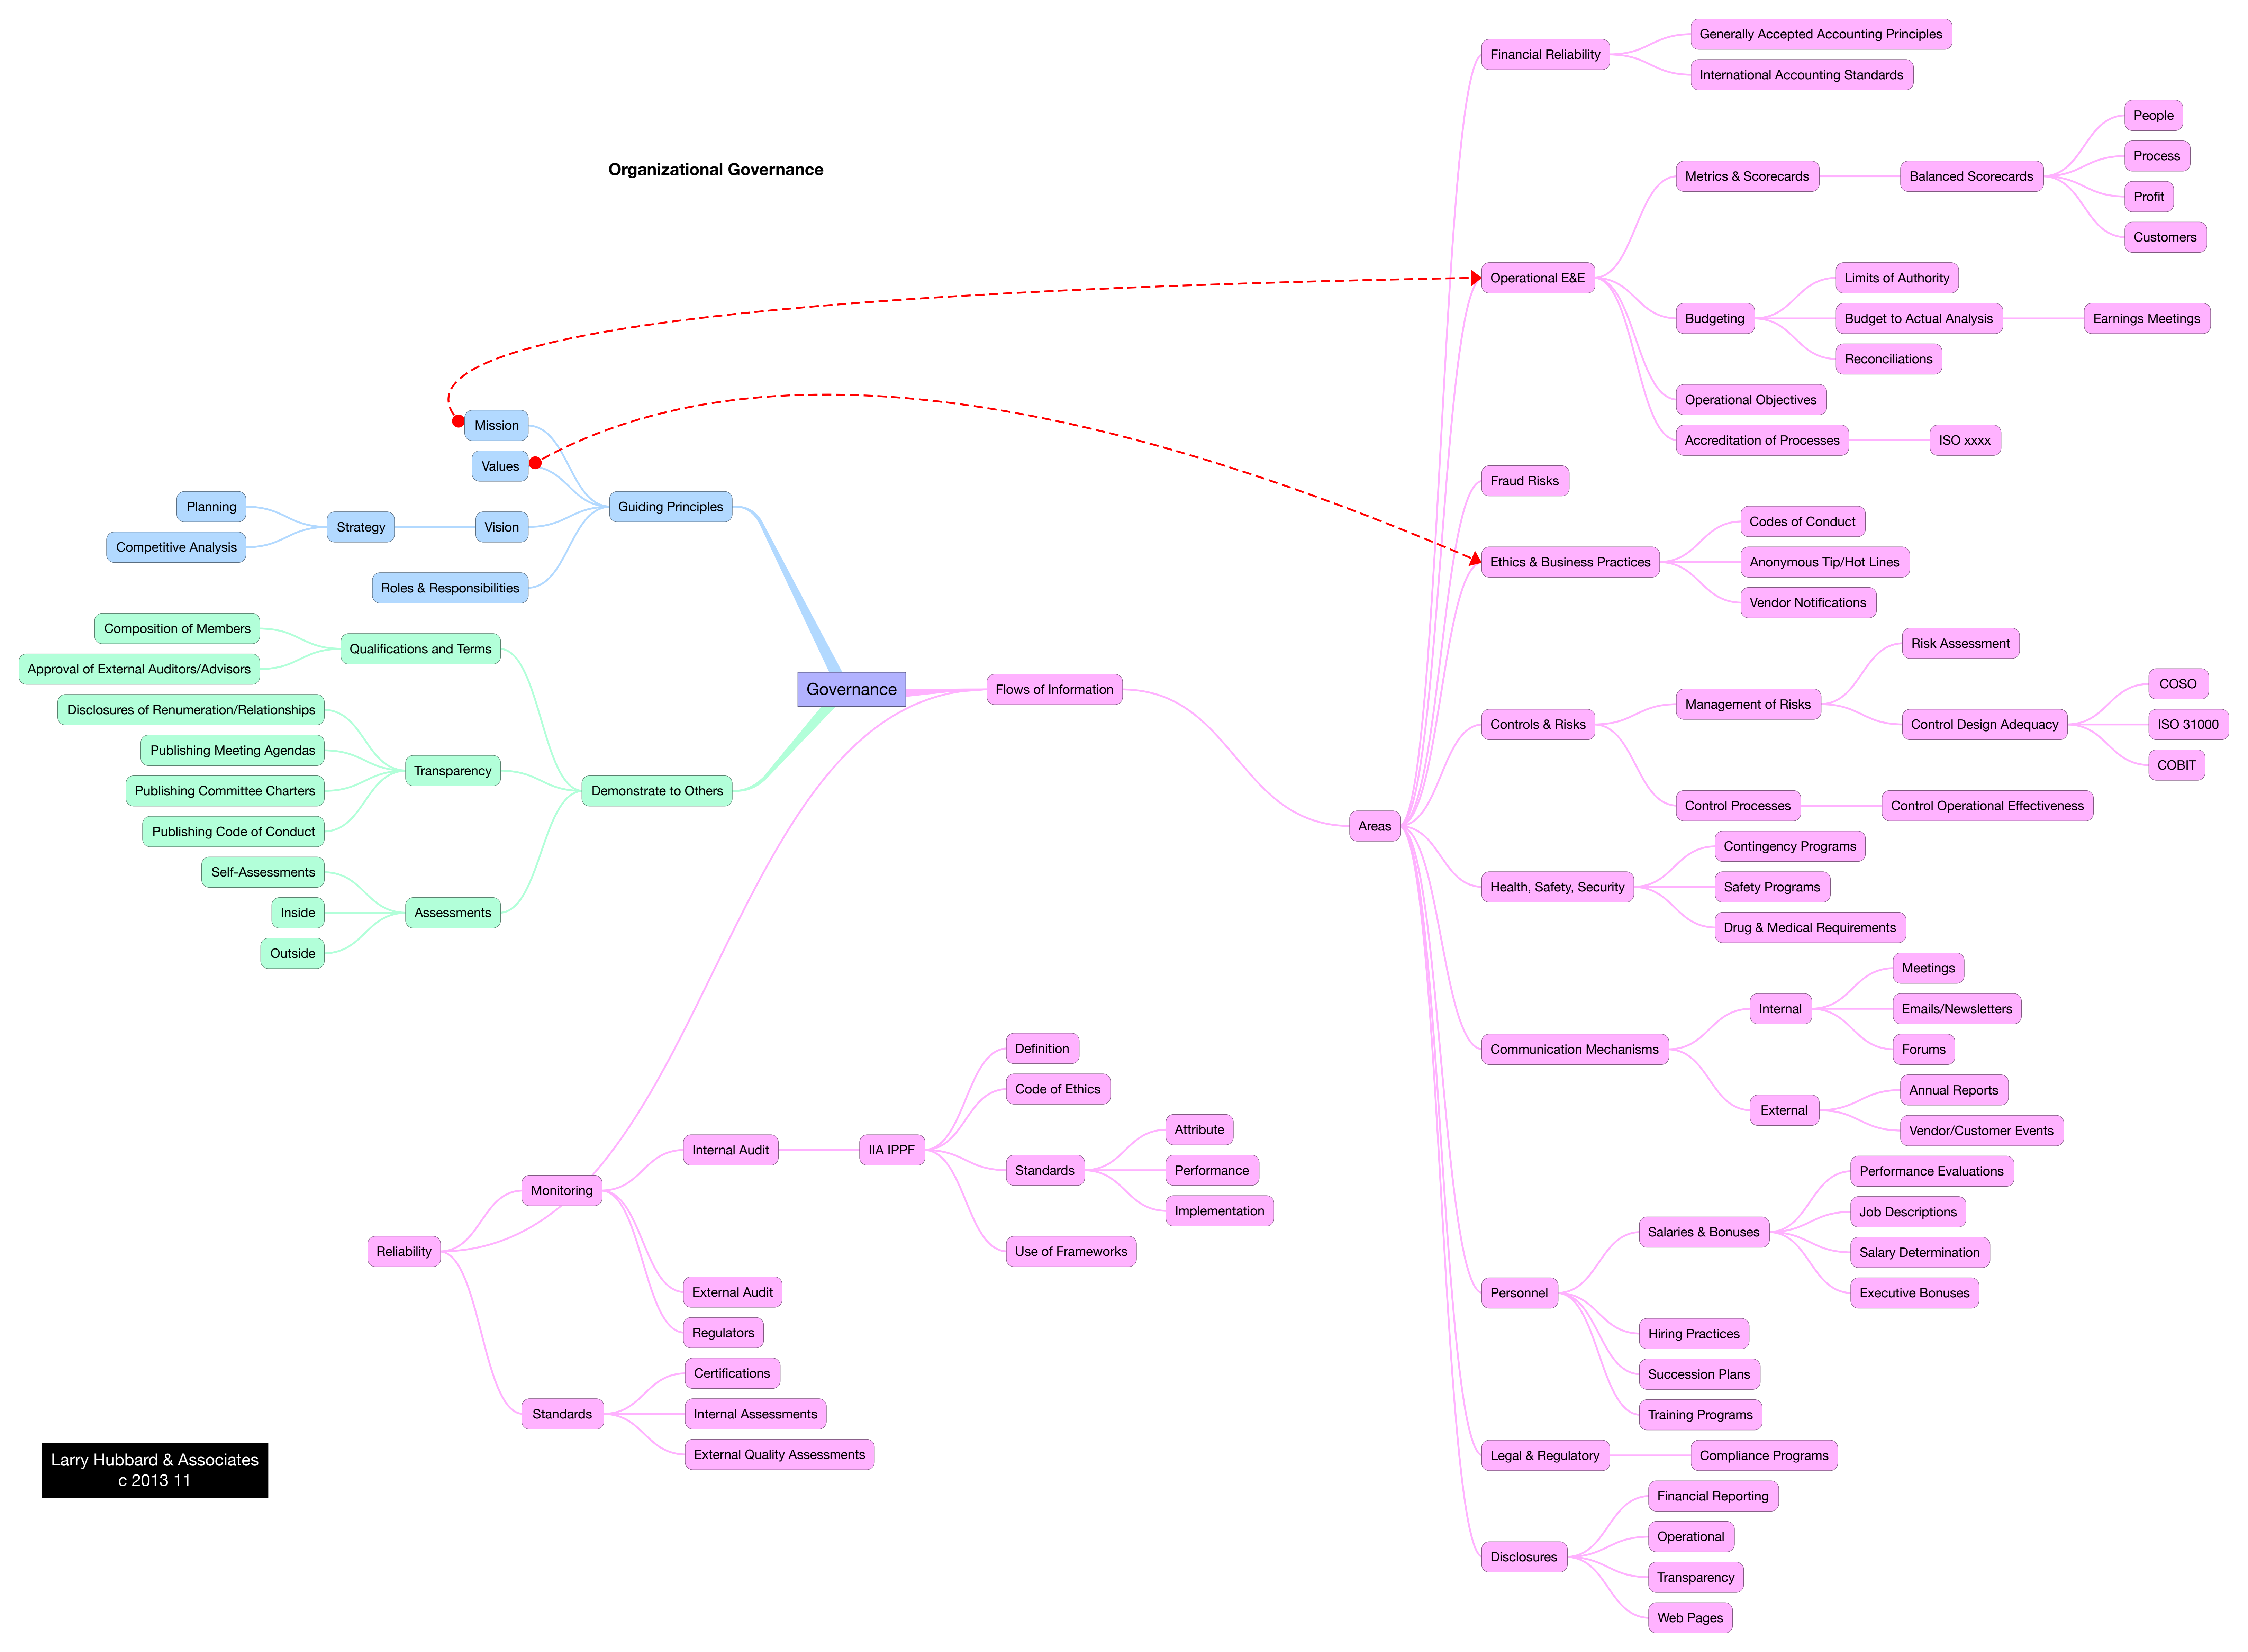 Organizational Governance
Governance
Guiding Principles
Mission
Values
Vision
Strategy
Planning
Competitive Analysis
Roles & Responsibilities
Demonstrate to Others
Qualifications and Terms
Composition of Members
Approval of External Auditors/Advisors
Transparency
Disclosures of Renumeration/Relationships
Publishing Meeting Agendas
Publishing Committee Charters
Publishing Code of Conduct
Assessments
Self-Assessments
Inside
Outside
Flows of Information
Areas
Financial Reliability
Generally Accepted Accounting Principles
International Accounting Standards
Operational E&E
Metrics & Scorecards
Balanced Scorecards
People
Process
Profit
Customers
Budgeting
Limits of Authority
Budget to Actual Analysis
Earnings Meetings
Reconciliations
Operational Objectives
Accreditation of Processes
ISO xxxx
Fraud Risks
Ethics & Business Practices
Codes of Conduct
Anonymous Tip/Hot Lines
Vendor Notifications
Controls & Risks
Management of Risks
Risk Assessment
Control Design Adequacy
COSO
ISO 31000
COBIT
Control Processes
Control Operational Effectiveness
Health, Safety, Security
Contingency Programs
Safety Programs
Drug & Medical Requirements
Communication Mechanisms
Internal
Meetings
Emails/Newsletters
Forums
External
Annual Reports
Vendor/Customer Events
Personnel
Salaries & Bonuses
Performance Evaluations
Job Descriptions
Salary Determination
Executive Bonuses
Hiring Practices
Succession Plans
Training Programs
Legal & Regulatory
Compliance Programs
Disclosures
Financial Reporting
Operational
Transparency
Web Pages
Reliability
Monitoring
Internal Audit
IIA IPPF
Definition
Code of Ethics
Standards
Attribute
Performance
Implementation
Use of Frameworks
External Audit
Regulators
Standards
Certifications
Internal Assessments
External Quality Assessments
Larry Hubbard & Associates
c 2013 11